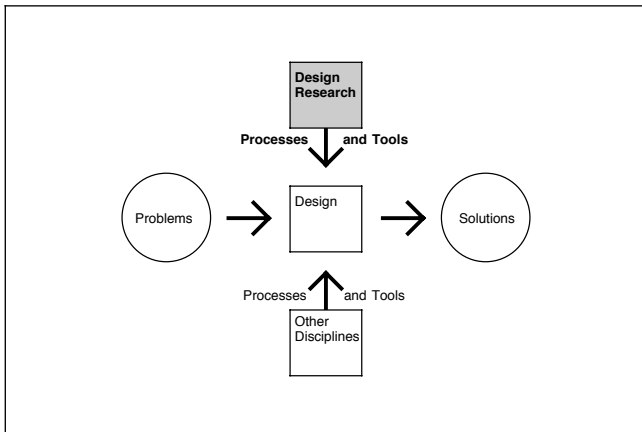 Design
Research
Processes and Tools
Problems
Design
Solutions
Processes and Tools
Other
Disciplines